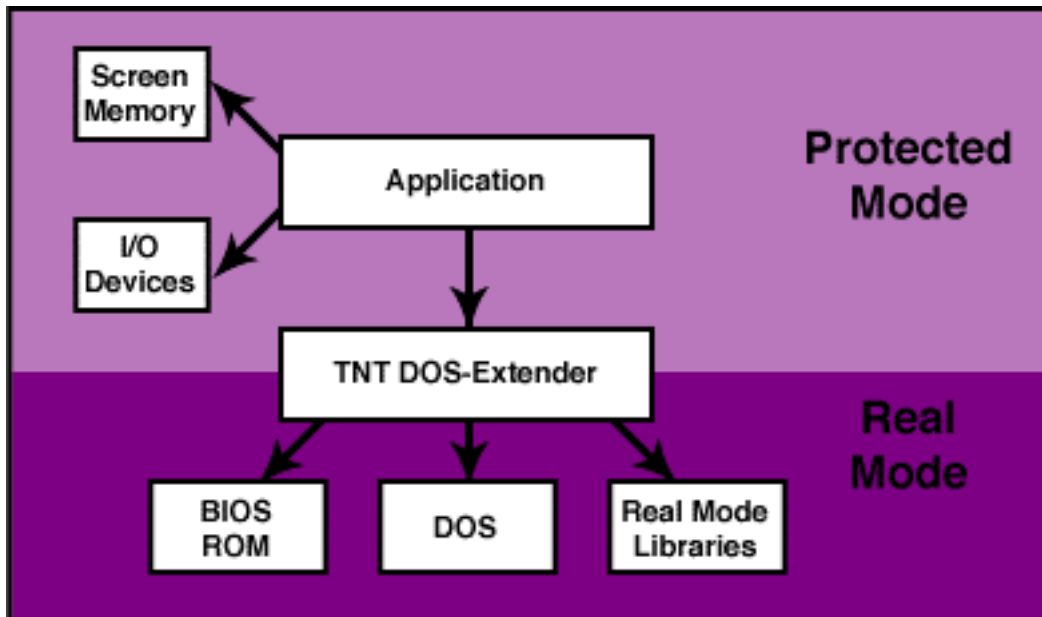 Screen
Memory
Application
Protected
Mode
I/O
Devices
TNT DOS-Extender
Real
Mode
BIOS
ROM
DOS
Real Mode
Libraries